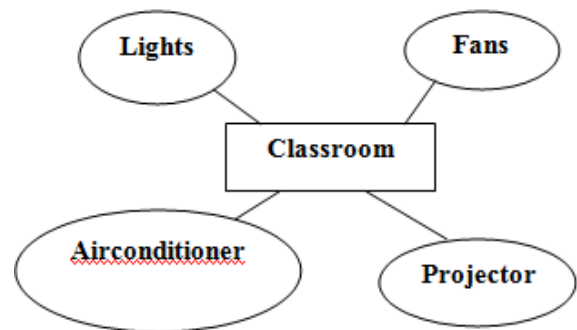 Lights
Fans
Classroom
Airconditioner
Projector